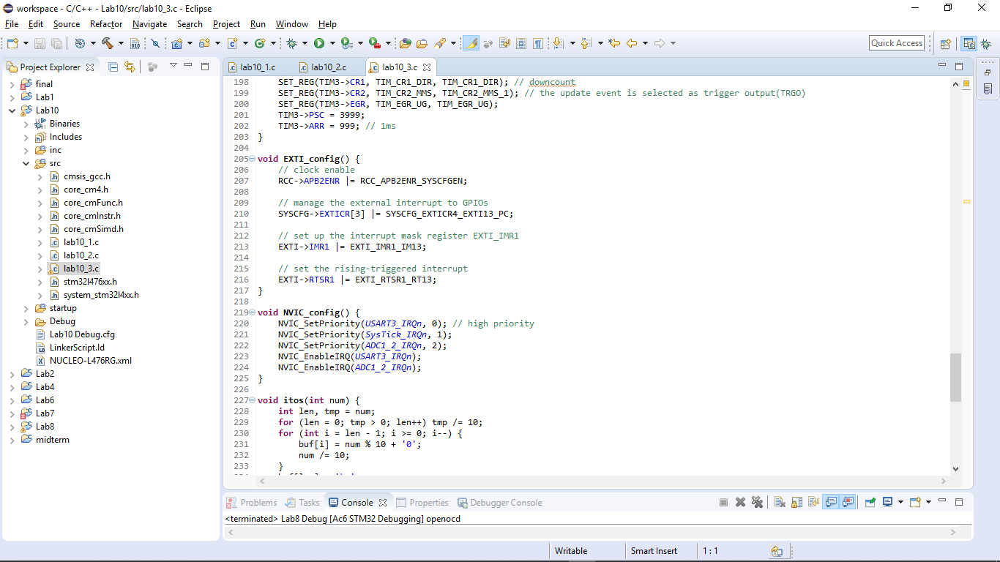 workspace - C/C++ - Lab10/src/lab10_3.c - Eclipse
File Edit Source Refactor Navigate Search Project Run Window Help
Quick Access
Project Explorer
final
Lab1
Lab10
Binaries
Includes
inc
src
cmsis_gcc.h
core_cm4.h
core_cmFunc.h
core_cmInstr.h
core_cmSimd.h
lab10_1.c
lab10_2.c
lab10_3.c
stm32l476xx.h
system_stm32l4xx.h
startup
Debug
Lab10 Debug.cfg
LinkerScript.ld
NUCLEO-L476RG.xml
Lab2
Lab4
Lab6
Lab7
Lab8
midterm
lab10_1.c lab10_2.c lab10_3.c
198 SET_REG(TIM3->CR1, TIM_CR1_DIR, TIM_CR1_DIR); // downcount
199 SET_REG(TIM3->CR2, TIM_CR2_MMS, TIM_CR2_MMS_1); // the update event is selected as trigger output(TRGO)
200 SET_REG(TIM3->EGR, TIM_EGR_UG, TIM_EGR_UG);
201 TIM3->PSC = 3999;
202 TIM3->ARR = 999; // 1ms
203 }
204
205 void EXTI_config() {
206 // clock enable
207 RCC->APB2ENR |= RCC_APB2ENR_SYSCFGEN;
208
209 // manage the external interrupt to GPIOs
210 SYSCFG->EXTICR[3] |= SYSCFG_EXTICR4_EXTI13_PC;
211
212 // set up the interrupt mask register EXTI_IMR1
213 EXTI->IMR1 |= EXTI_IMR1_IM13;
214
215 // set the rising-triggered interrupt
216 EXTI->RTSR1 |= EXTI_RTSR1_RT13;
217 }
218
219 void NVIC_config() {
220 NVIC_SetPriority(USART3_IRQn, 0); // high priority
221 NVIC_SetPriority(SysTick_IRQn, 1);
222 NVIC_SetPriority(ADC1_2_IRQn, 2);
223 NVIC_EnableIRQ(USART3_IRQn);
224 NVIC_EnableIRQ(ADC1_2_IRQn);
225 }
226
227 void itos(int num) {
228 int len, tmp = num;
229 for (len = 0; tmp > 0; len++) tmp /= 10;
230 for (int i = len - 1; i >= 0; i--) {
231 buf[i] = num % 10 + '0';
232 num /= 10;
233 }
Problems Tasks Console Properties Debugger Console
<terminated> Lab8 Debug [Ac6 STM32 Debugging] openocd
Writable Smart Insert 1 : 1